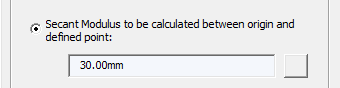 Secant Modulus to be calculated between origin and
defined point:
30.00mm